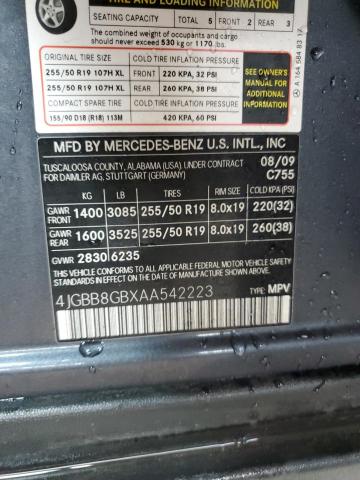 TIRE AND LOADING INFORMATION
SEATING CAPACITY TOTAL 5 FRONT 2 REAR 3
The combined weight of occupants and cargo
should never exceed 530 kg or 1170 lbs.
ORIGINAL TIRE SIZE COLD TIRE INFLATION PRESSURE
255/50 R19 107H XL FRONT 220 KPA, 32 PSI
255/50 R19 107H XL REAR 260 KPA, 38 PSI
COMPACT SPARE TIRE COLD TIRE INFLATION PRESSURE
155/90 D18 (R18) 113M 420 KPA, 60 PSI
SEE OWNER'S
MANUAL FOR
ADDITIONAL
INFORMATION
A 164 584 83 17
MFD BY MERCEDES-BENZ U.S. INTL., INC
TUSCALOOSA COUNTY, ALABAMA (USA) UNDER CONTRACT 08/09
FOR DAIMLER AG, STUTTGART (GERMANY) C755
KG LB TIRES RIM SIZE COLD KPA (PSI)
GAWR FRONT 1400 3085 255/50 R19 8.0x19 220(32)
GAWR REAR 1600 3525 255/50 R19 8.0x19 260(38)
GVWR 2830 6235
THIS VEHICLE CONFORMS TO ALL APPLICABLE U.S. FEDERAL MOTOR VEHICLE SAFETY
STANDARDS IN EFFECT ON THE DATE OF MANUFACTURE SHOWN ABOVE.
4JGBB8GBXAA542223 TYPE: MPV